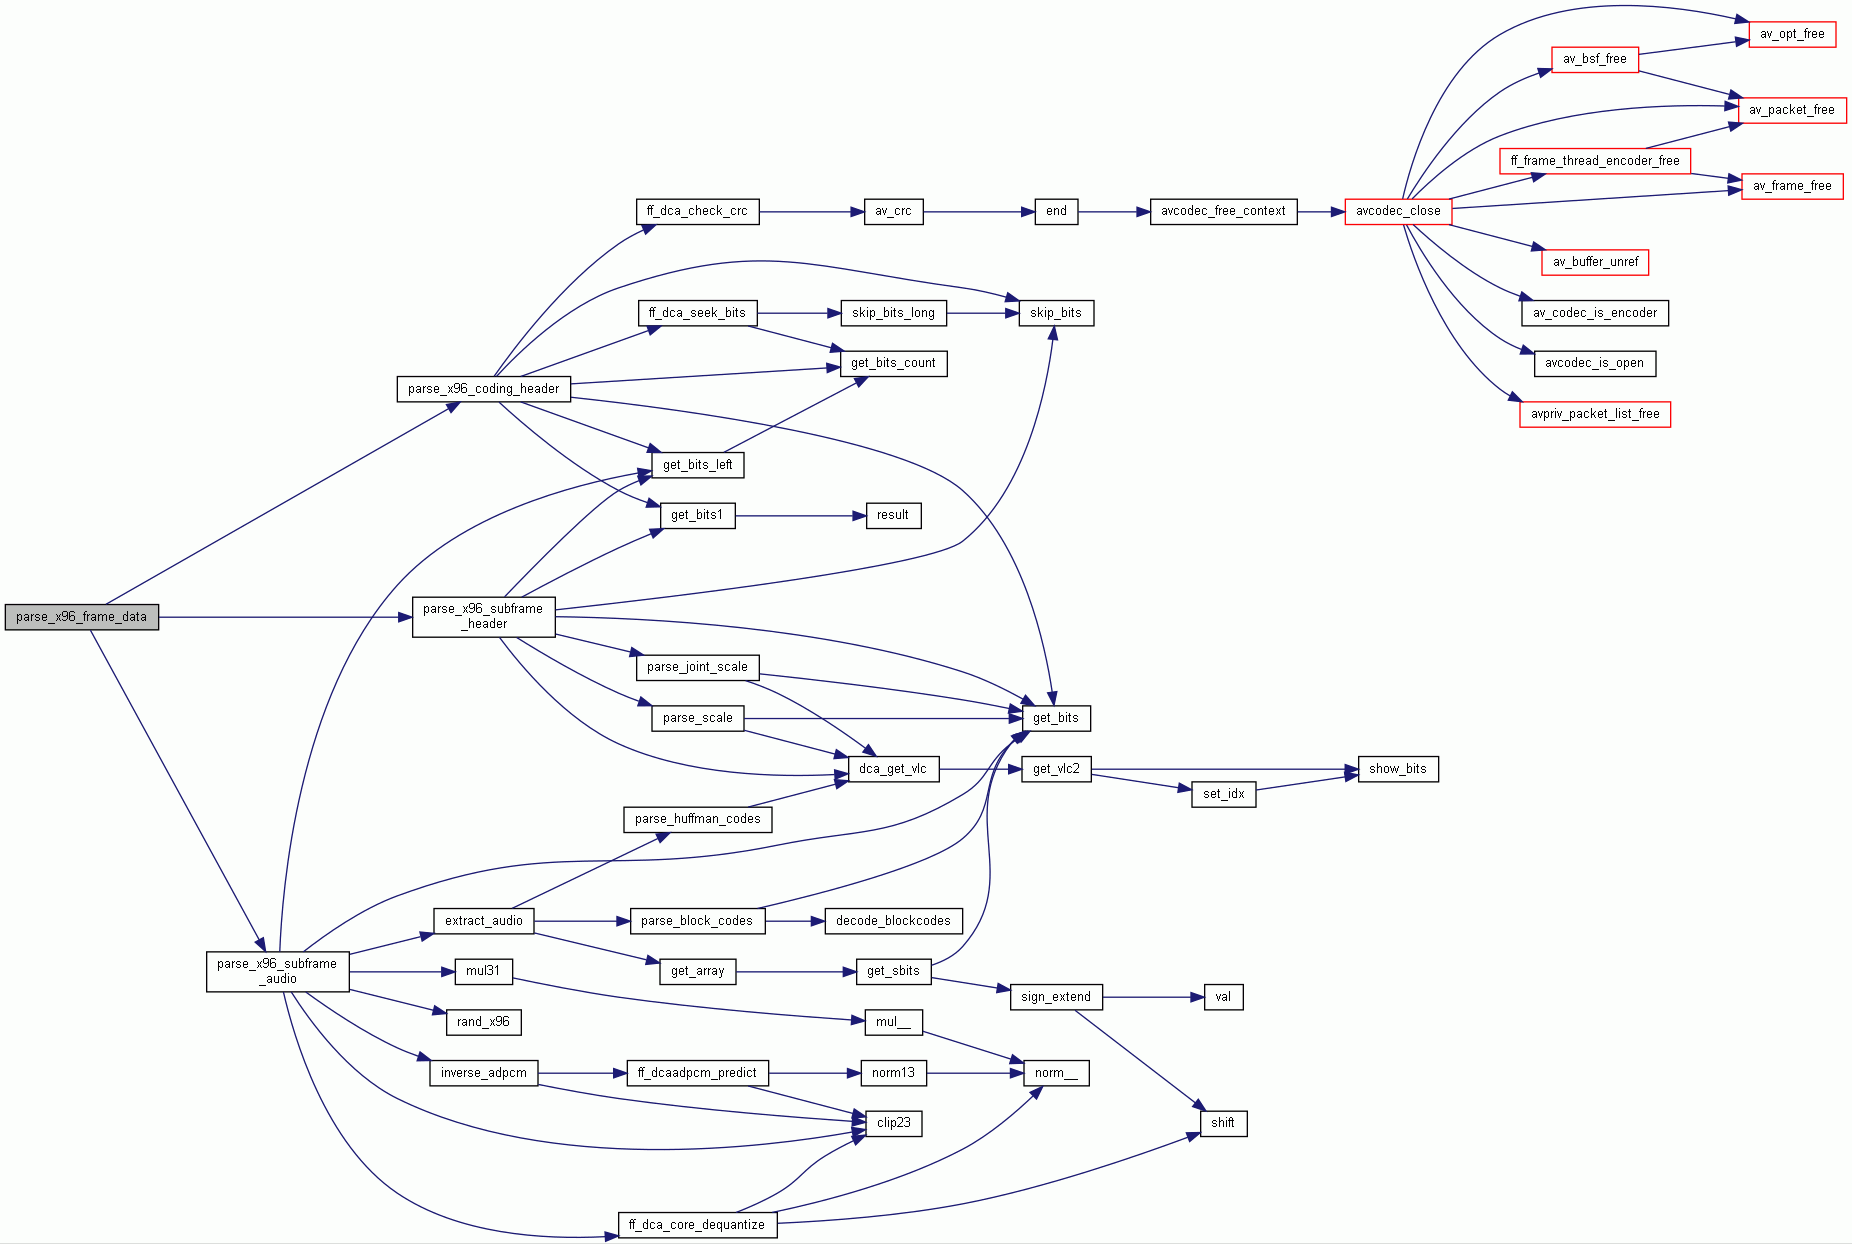 av_opt_free
av_bsf_free
av_packet_free
ff_frame_thread_encoder_free
av_frame_free
ff_dca_check_crc
av_crc
end
avcodec_free_context
avcodec_close
av_buffer_unref
ff_dca_seek_bits
skip_bits_long
skip_bits
av_codec_is_encoder
get_bits_count
avcodec_is_open
parse_x96_coding_header
avpriv_packet_list_free
get_bits_left
get_bits1
result
parse_x96_frame_data
parse_x96_subframe
_header
parse_joint_scale
parse_scale
get_bits
dca_get_vlc
get_vlc2
show_bits
set_idx
parse_huffman_codes
extract_audio
parse_block_codes
decode_blockcodes
parse_x96_subframe
_audio
mul31
get_array
get_sbits
sign_extend
val
rand_x96
mul__
inverse_adpcm
ff_dcaadpcm_predict
norm13
norm__
clip23
shift
ff_dca_core_dequantize